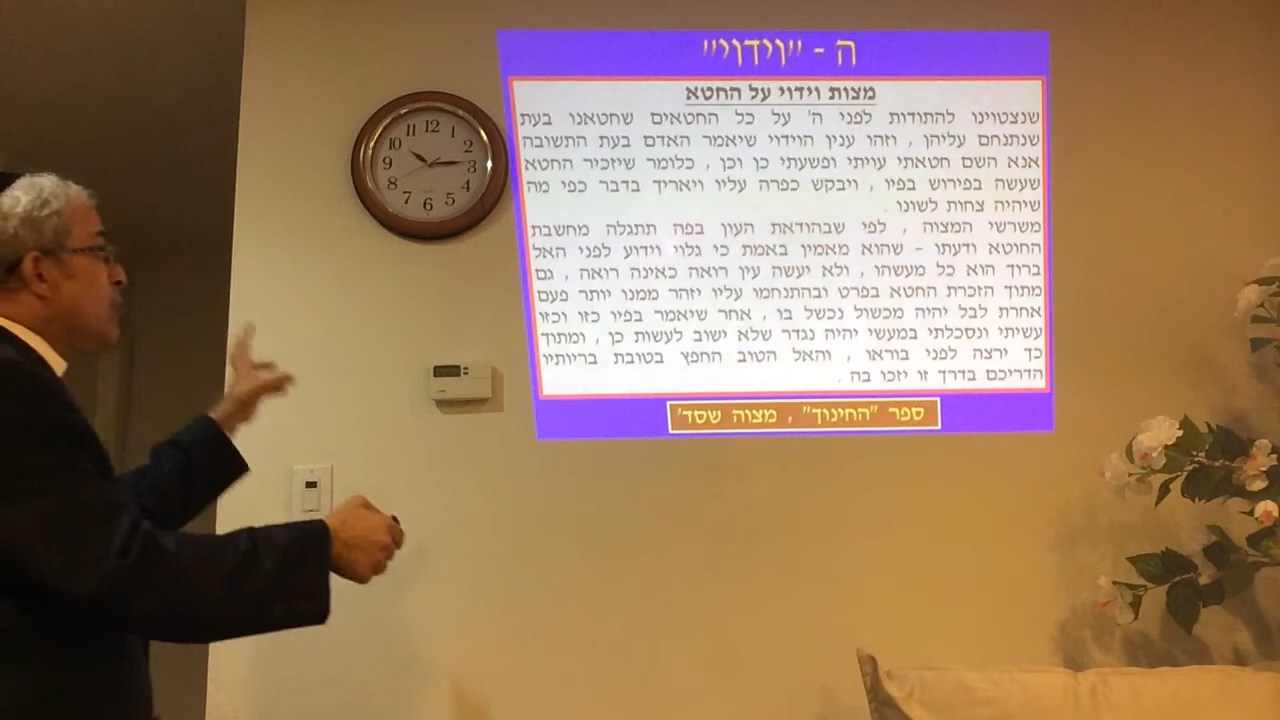 ה - "וידוי"
מצות וידוי על החטא
שנצטוינו להתודות לפני ה' על כל החטאים שחטאנו בעת
שנתנחם עליהן , וזהו ענין הוידוי שיאמר האדם בעת התשובה
אנא השם חטאתי עויתי ופשעתי כן וכן , כלומר שיזכיר החטא
שעשה בפירוש בפיו , ויבקש כפרה עליו ויאריך בדבר כפי מה
שיהיה צחות לשונו .
משרשי המצוה , לפי שבהודאת העון בפה תתגלה מחשבת
החוטא ודעתו - שהוא מאמין באמת כי גלוי וידוע לפני האל
ברוך הוא כל מעשהו , ולא יעשה עין רואה כאינה רואה , גם
מתוך הזכרת החטא בפרט ובהתנחמו עליו יזהר ממנו יותר פעם
אחרת לבל יהיה מכשול נכשל בו , אחר שיאמר בפיו כזו וכזו
עשיתי ונסכלתי במעשי יהיה נגדר שלא ישוב לעשות כן , ומתוך
כך ירצה לפני בוראו , והאל הטוב החפץ בטובת בריותיו
הדריכם בדרך זו יזכו בה .
ספר "החינוך" , מצוה שסד'
12
1
2
3
4
5
6
7
8
9
10
11